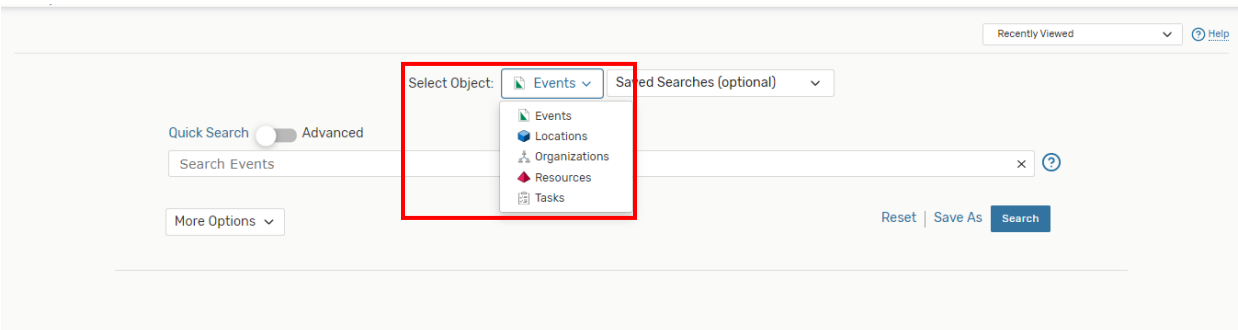 Recently Viewed
Help
Select Object: Events Saved Searches (optional)
Events
Quick Search Advanced
Locations
Organizations
Search Events
Resources
Tasks
More Options
Reset | Save As Search